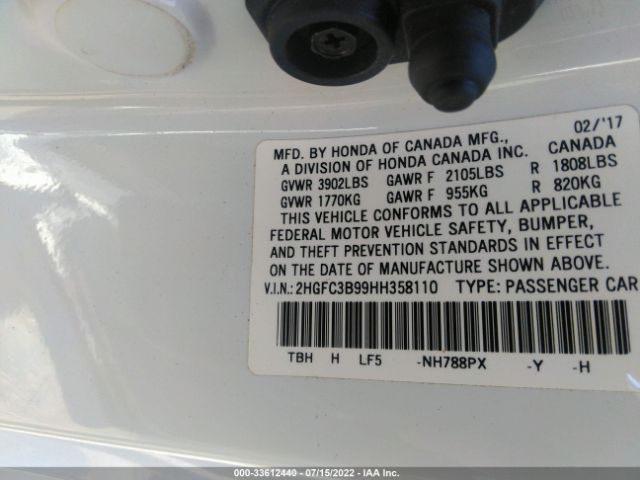 02/'17
MFD. BY HONDA OF CANADA MFG.,
A DIVISION OF HONDA CANADA INC. CANADA
GVWR 3902LBS GAWR F 2105LBS R 1808LBS
GVWR 1770KG GAWR F 955KG R 820KG
THIS VEHICLE CONFORMS TO ALL APPLICABLE
FEDERAL MOTOR VEHICLE SAFETY, BUMPER,
AND THEFT PREVENTION STANDARDS IN EFFECT
ON THE DATE OF MANUFACTURE SHOWN ABOVE.
V.I.N.: 2HGFC3B99HH358110 TYPE: PASSENGER CAR
TBH H LF5 -NH788PX -Y -H
000-33612440 - 07/15/2022 - IAA Inc.